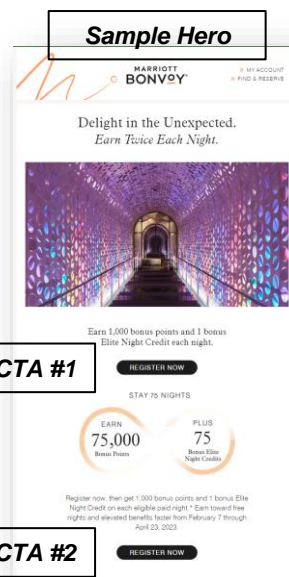 Sample Hero
MARRIOTT
BONVOY
MY ACCOUNT
FIND & RESERVE
Delight in the Unexpected.
Earn Twice Each Night.
Earn 1,000 bonus points and 1 bonus
Elite Night Credit each night.
CTA #1
REGISTER NOW
STAY 75 NIGHTS
EARN
75,000
Bonus Points
PLUS
75
Bonus Elite
Night Credits
Register now, then get 1,000 bonus points and 1 bonus Elite
Night Credit on each eligible paid night.* Earn toward free
nights and elevated benefits faster from February 7 through
April 23, 2023.
CTA #2
REGISTER NOW